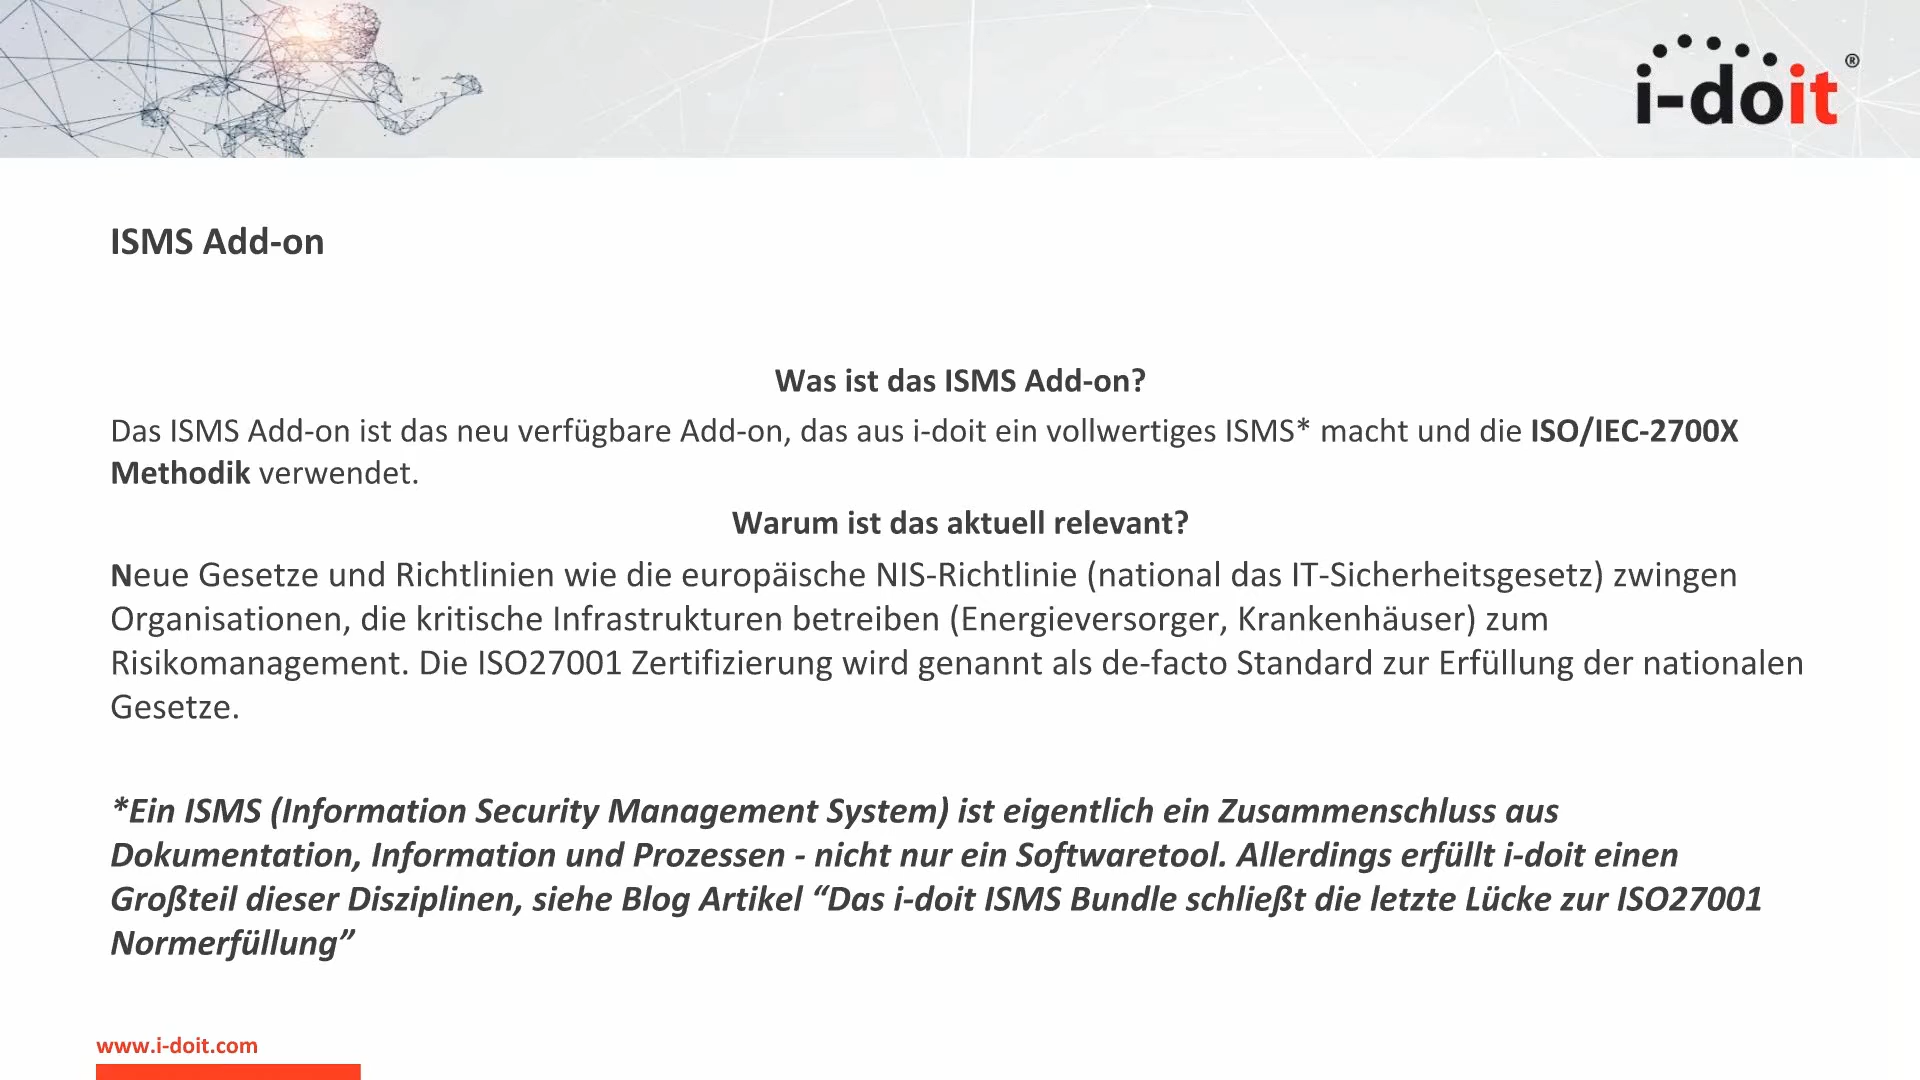 i-doit®
ISMS Add-on
Was ist das ISMS Add-on?
Das ISMS Add-on ist das neu verfügbare Add-on, das aus i-doit ein vollwertiges ISMS* macht und die ISO/IEC-2700X
Methodik verwendet.
Warum ist das aktuell relevant?
Neue Gesetze und Richtlinien wie die europäische NIS-Richtlinie (national das IT-Sicherheitsgesetz) zwingen
Organisationen, die kritische Infrastrukturen betreiben (Energieversorger, Krankenhäuser) zum
Risikomanagement. Die ISO27001 Zertifizierung wird genannt als de-facto Standard zur Erfüllung der nationalen
Gesetze.
*Ein ISMS (Information Security Management System) ist eigentlich ein Zusammenschluss aus
Dokumentation, Information und Prozessen - nicht nur ein Softwaretool. Allerdings erfüllt i-doit einen
Großteil dieser Disziplinen, siehe Blog Artikel “Das i-doit ISMS Bundle schließt die letzte Lücke zur ISO27001
Normerfüllung”
www.i-doit.com